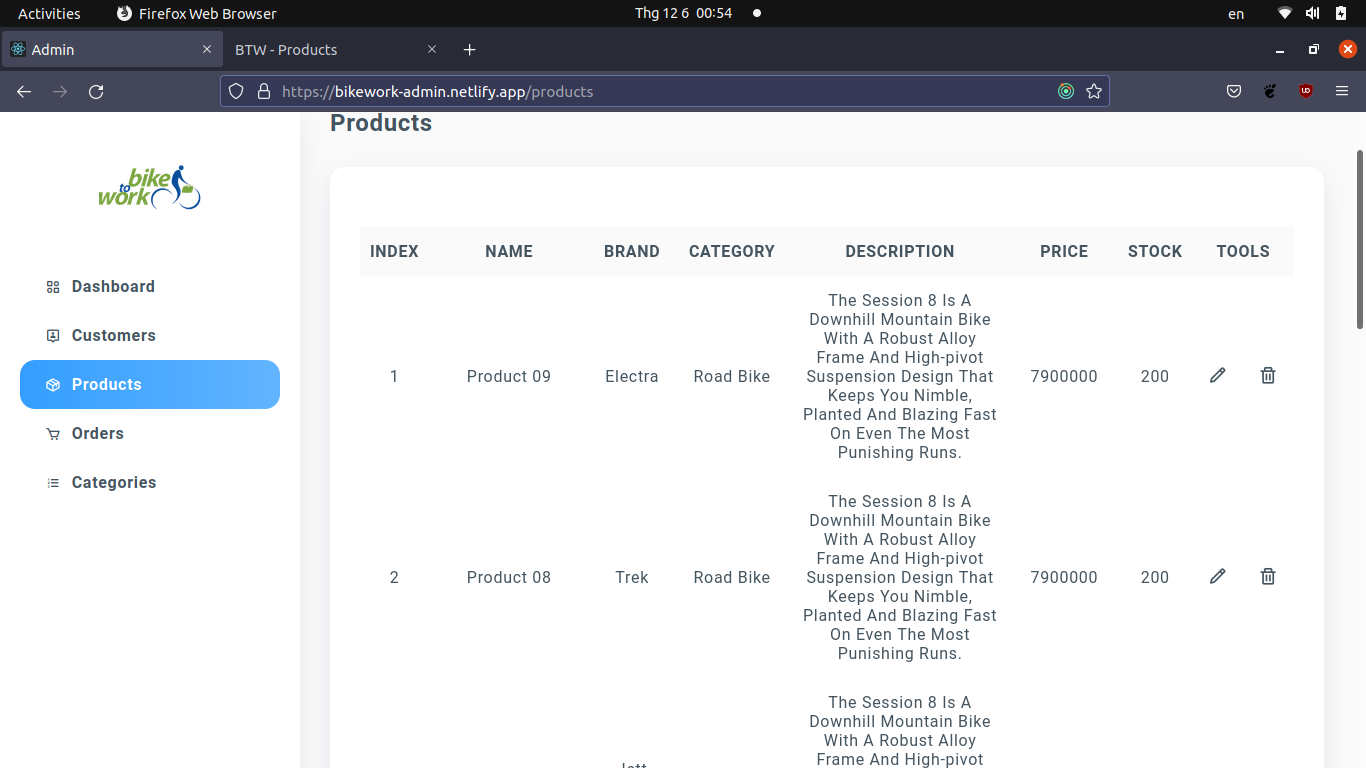 Activities Firefox Web Browser Thg 12 6 00:54 en
Admin BTW - Products
https://bikework-admin.netlify.app/products
Products
bike
to
work
Dashboard
Customers
Products
Orders
Categories
INDEX NAME BRAND CATEGORY DESCRIPTION PRICE STOCK TOOLS
The Session 8 Is A
Downhill Mountain Bike
With A Robust Alloy
Frame And High-pivot
1 Product 09 Electra Road Bike Suspension Design That 7900000 200
Keeps You Nimble,
Planted And Blazing Fast
On Even The Most
Punishing Runs.
The Session 8 Is A
Downhill Mountain Bike
With A Robust Alloy
Frame And High-pivot
2 Product 08 Trek Road Bike Suspension Design That 7900000 200
Keeps You Nimble,
Planted And Blazing Fast
On Even The Most
Punishing Runs.
The Session 8 Is A
Downhill Mountain Bike
With A Robust Alloy
Frame And High-pivot